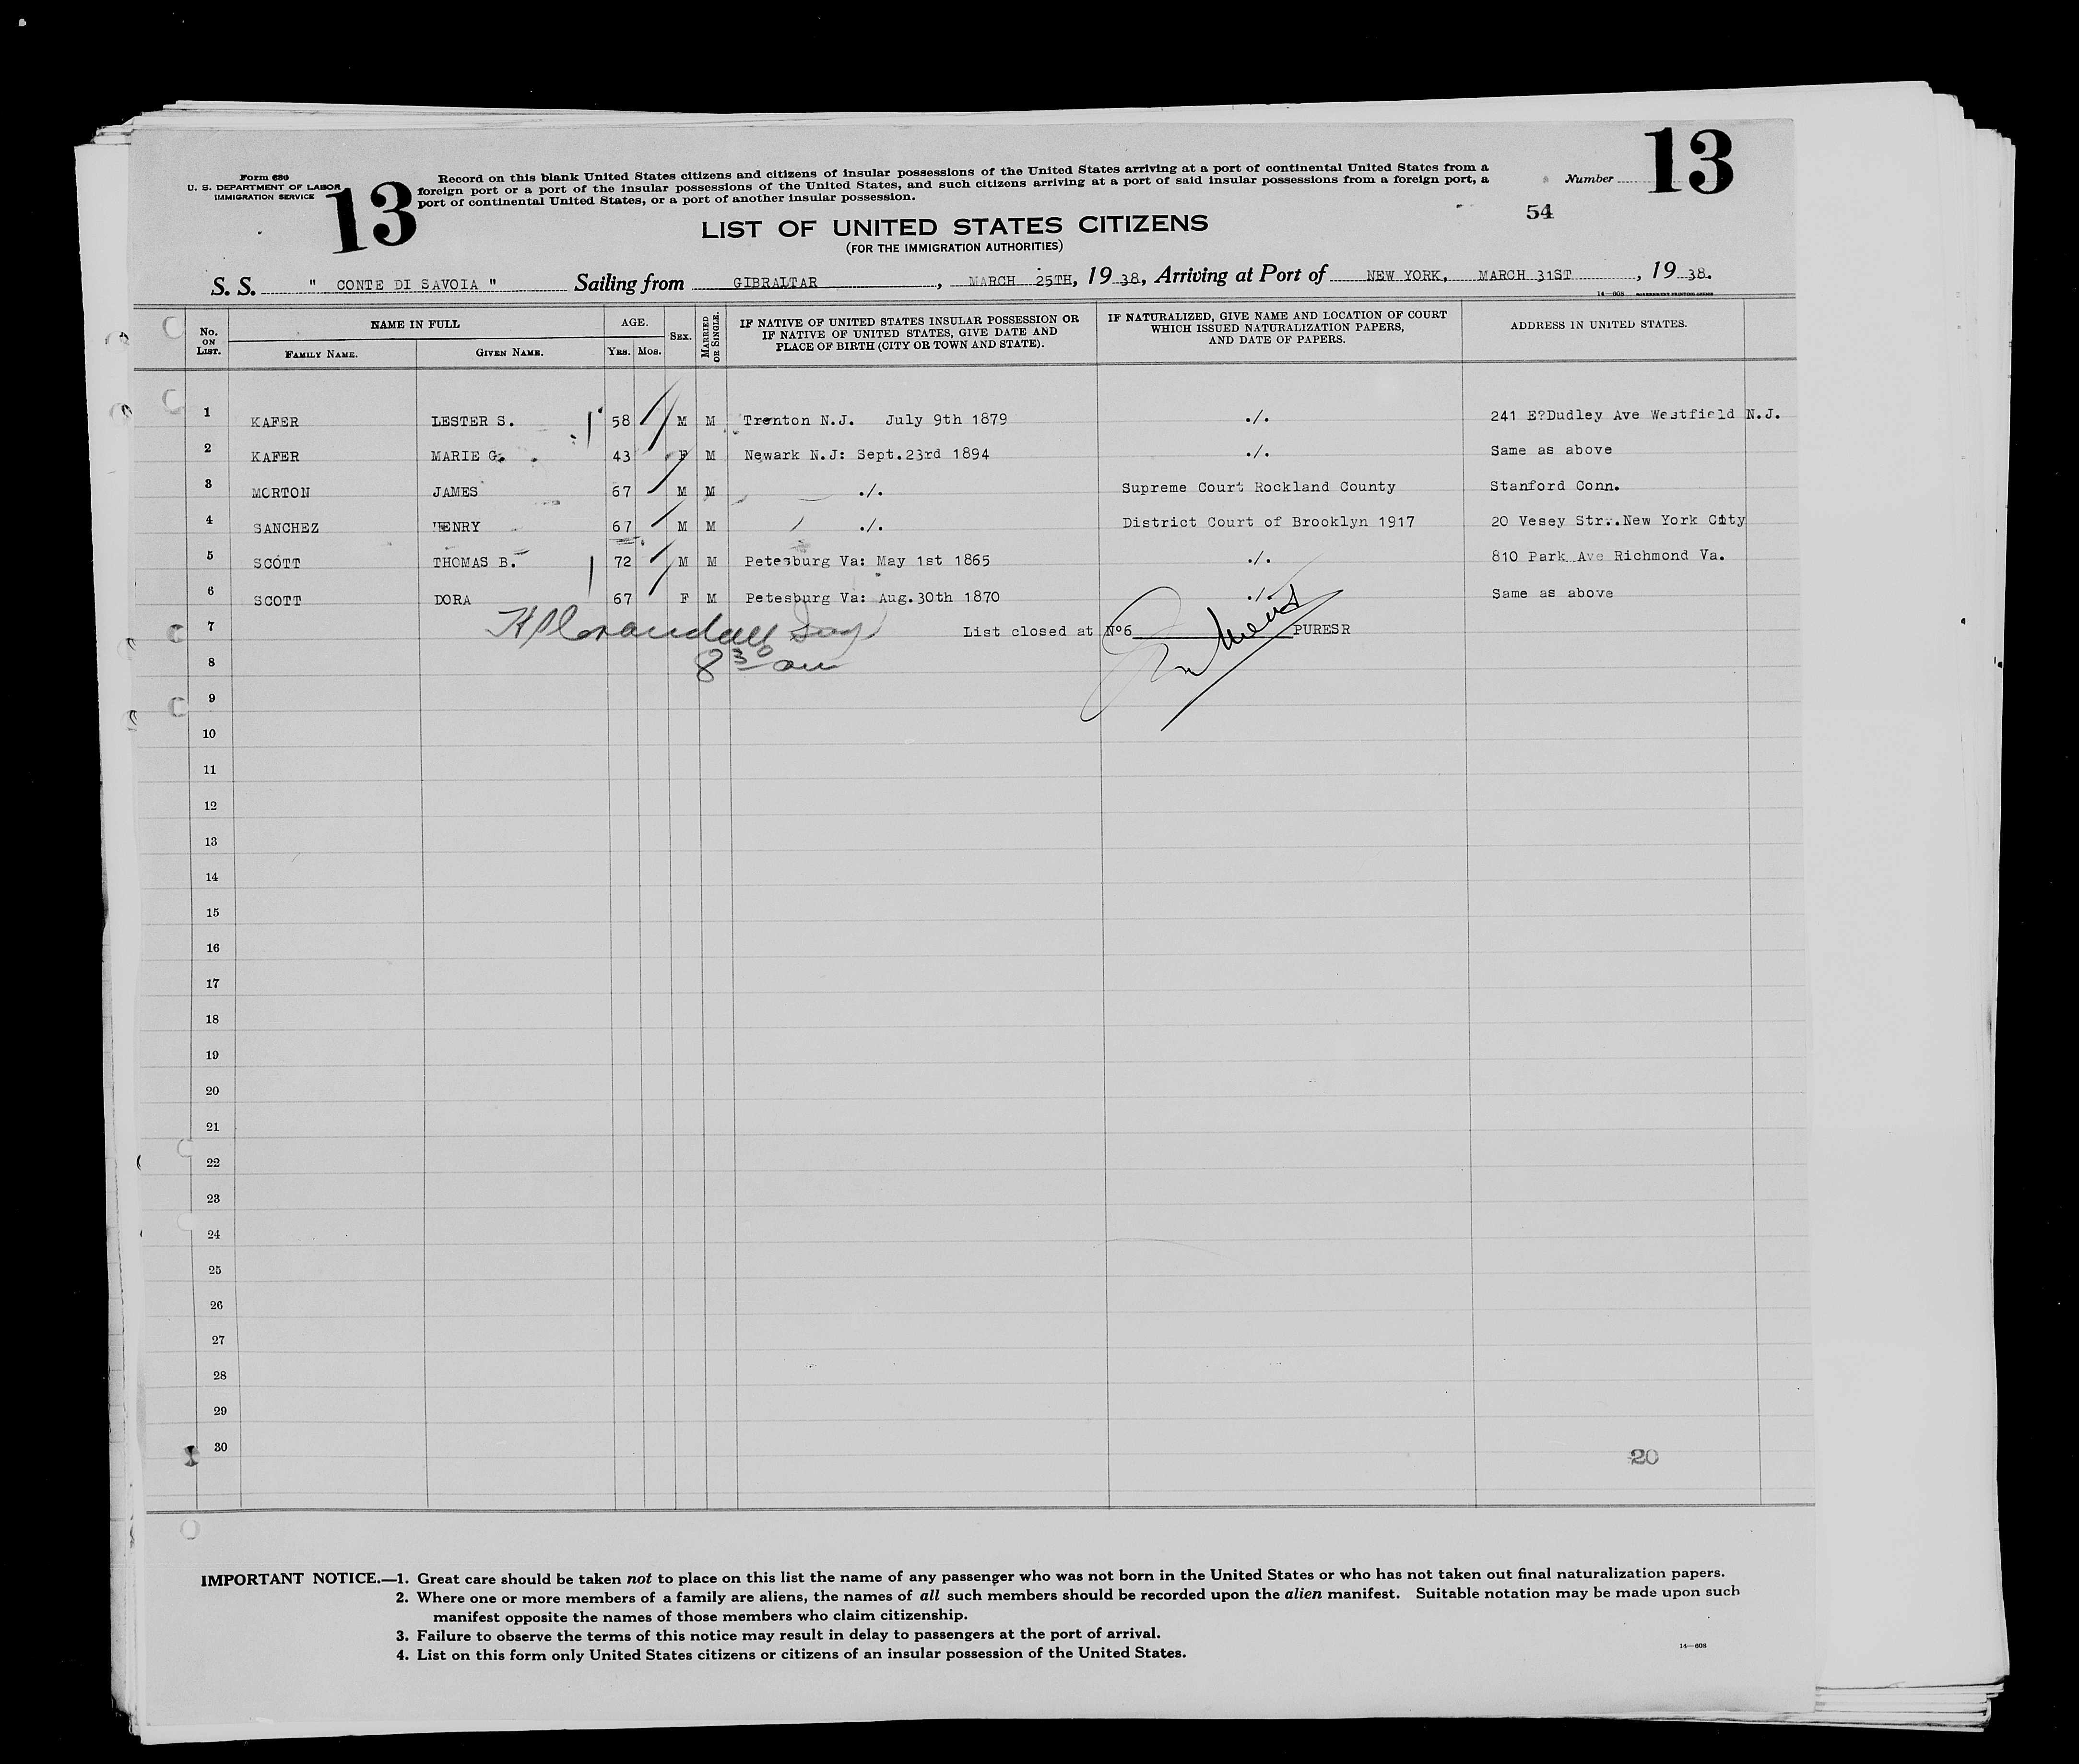 Form 630
U. S. DEPARTMENT OF LABOR
IMMIGRATION SERVICE
13
Record on this blank United States citizens and citizens of insular possessions of the United States arriving at a port of continental United States from a
foreign port or a port of the insular possessions of the United States, and such citizens arriving at a port of said insular possessions from a foreign port, a
port of continental United States, or a port of another insular possession.
Number 13
54
LIST OF UNITED STATES CITIZENS
(FOR THE IMMIGRATION AUTHORITIES)
S. S. " CONTE DI SAVOIA " Sailing from GIBRALTAR, MARCH 25TH, 19 38, Arriving at Port of NEW YORK, MARCH 31ST, 19 38.
14—608 GOVERNMENT PRINTING OFFICE
No. ON LIST. NAME IN FULL AGE. SEX. MARRIED OR SINGLE. IF NATIVE OF UNITED STATES INSULAR POSSESSION OR IF NATIVE OF UNITED STATES, GIVE DATE AND PLACE OF BIRTH (CITY OR TOWN AND STATE). IF NATURALIZED, GIVE NAME AND LOCATION OF COURT WHICH ISSUED NATURALIZATION PAPERS, AND DATE OF PAPERS. ADDRESS IN UNITED STATES.
FAMILY NAME. GIVEN NAME. YRS. MOS.
1 KAFER LESTER S. 58 M M Trenton N.J. July 9th 1879 ./. 241 E?Dudley Ave Westfield N.J.
2 KAFER MARIE G. 43 F M Newark N.J: Sept.23rd 1894 ./. Same as above
3 MORTON JAMES 67 M M ./. Supreme Court Rockland County Stanford Conn.
4 SANCHEZ HENRY 67 M M ./. District Court of Brooklyn 1917 20 Vesey Str..New York City
5 SCOTT THOMAS B. 72 M M Petesburg Va: May 1st 1865 ./. 810 Park Ave Richmond Va.
6 SCOTT DORA 67 F M Petesburg Va: Aug.30th 1870 ./. Same as above
7 List closed at Nº6 PURESR
8 8 30 am
9
10
11
12
13
14
15
16
17
18
19
20
21
22
23
24
25
26
27
28
29
30
20
IMPORTANT NOTICE.—1. Great care should be taken not to place on this list the name of any passenger who was not born in the United States or who has not taken out final naturalization papers.
2. Where one or more members of a family are aliens, the names of all such members should be recorded upon the alien manifest. Suitable notation may be made upon such
manifest opposite the names of those members who claim citizenship.
3. Failure to observe the terms of this notice may result in delay to passengers at the port of arrival.
4. List on this form only United States citizens or citizens of an insular possession of the United States.
14—608